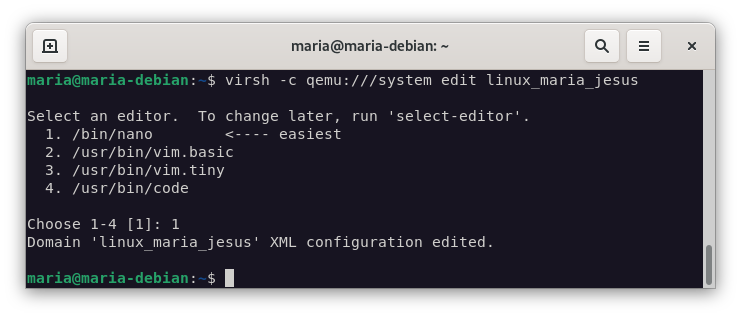 maria@maria-debian: ~
maria@maria-debian:~$ virsh -c qemu:///system edit linux_maria_jesus
Select an editor.  To change later, run 'select-editor'.
  1. /bin/nano        <---- easiest
  2. /usr/bin/vim.basic
  3. /usr/bin/vim.tiny
  4. /usr/bin/code
Choose 1-4 [1]: 1
Domain 'linux_maria_jesus' XML configuration edited.
maria@maria-debian:~$